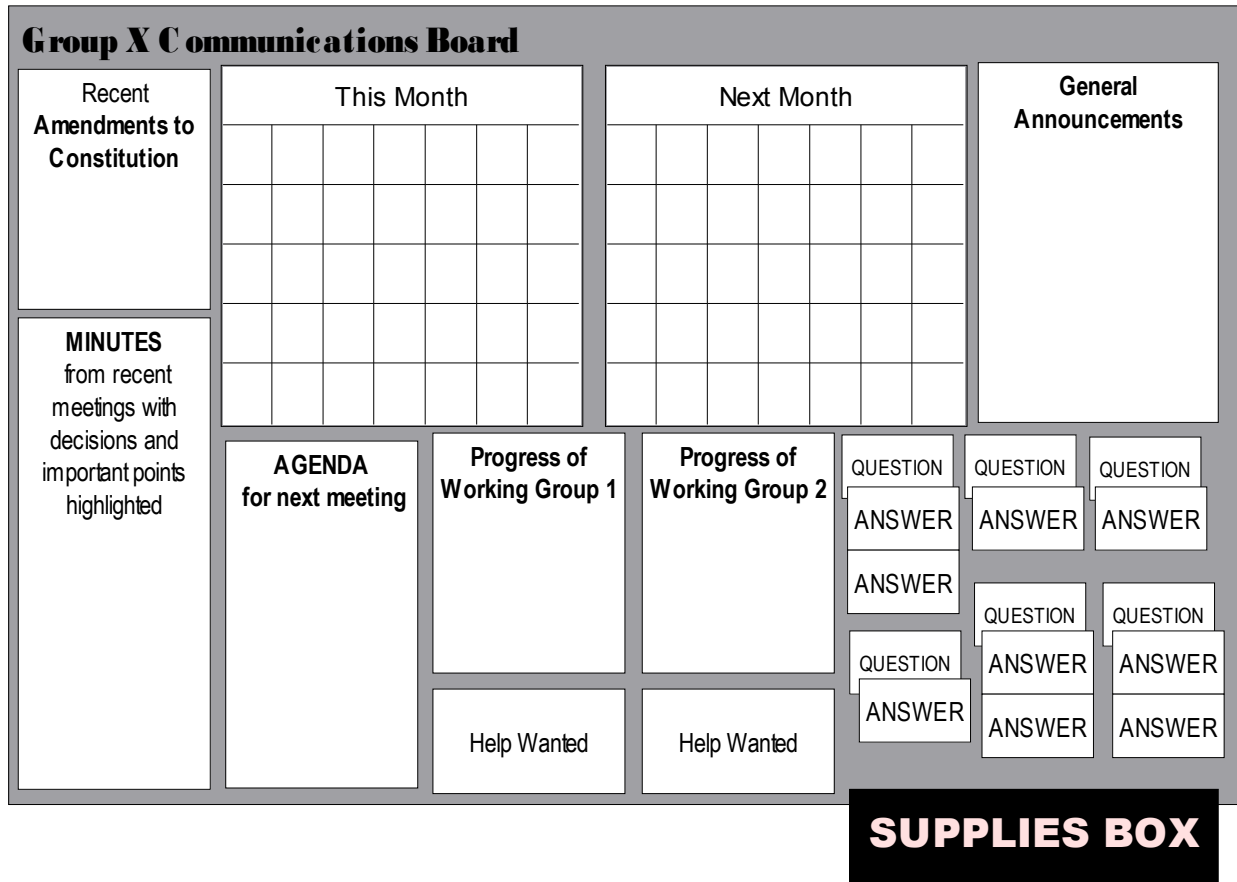 Group X Communications Board
Recent
Amendments to
Constitution
This Month
Next Month
General
Announcements
MINUTES
from recent
meetings with
decisions and
important points
highlighted
AGENDA
for next meeting
Progress of
Working Group 1
Progress of
Working Group 2
Help Wanted
Help Wanted
QUESTION
ANSWER
ANSWER
QUESTION
ANSWER
QUESTION
ANSWER
QUESTION
ANSWER
QUESTION
ANSWER
ANSWER
QUESTION
ANSWER
ANSWER
SUPPLIES BOX